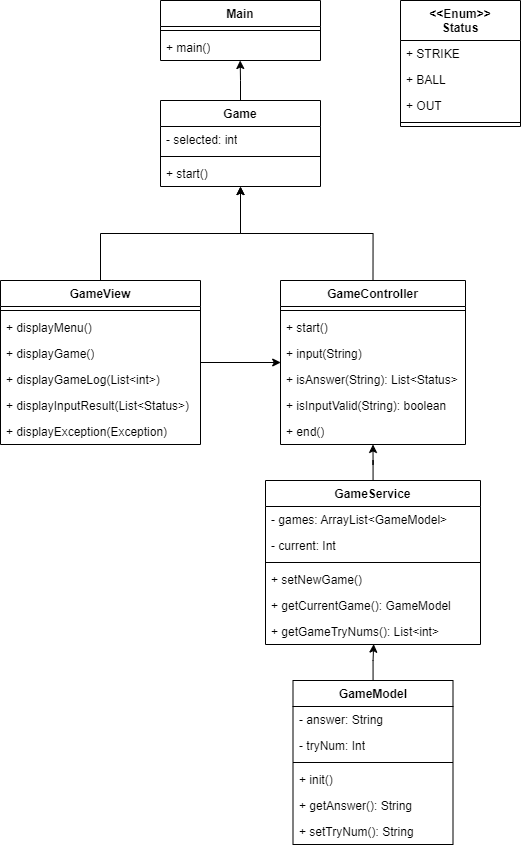 Main
+ main()
<<Enum>>
Status
+ STRIKE
+ BALL
+ OUT
Game
- selected: int
+ start()
GameView
+ displayMenu()
+ displayGame()
+ displayGameLog(List<int>)
+ displayInputResult(List<Status>)
+ displayException(Exception)
GameController
+ start()
+ input(String)
+ isAnswer(String): List<Status>
+ isInputValid(String): boolean
+ end()
GameService
- games: ArrayList<GameModel>
- current: Int
+ setNewGame()
+ getCurrentGame(): GameModel
+ getGameTryNums(): List<int>
GameModel
- answer: String
- tryNum: Int
+ init()
+ getAnswer(): String
+ setTryNum(): String